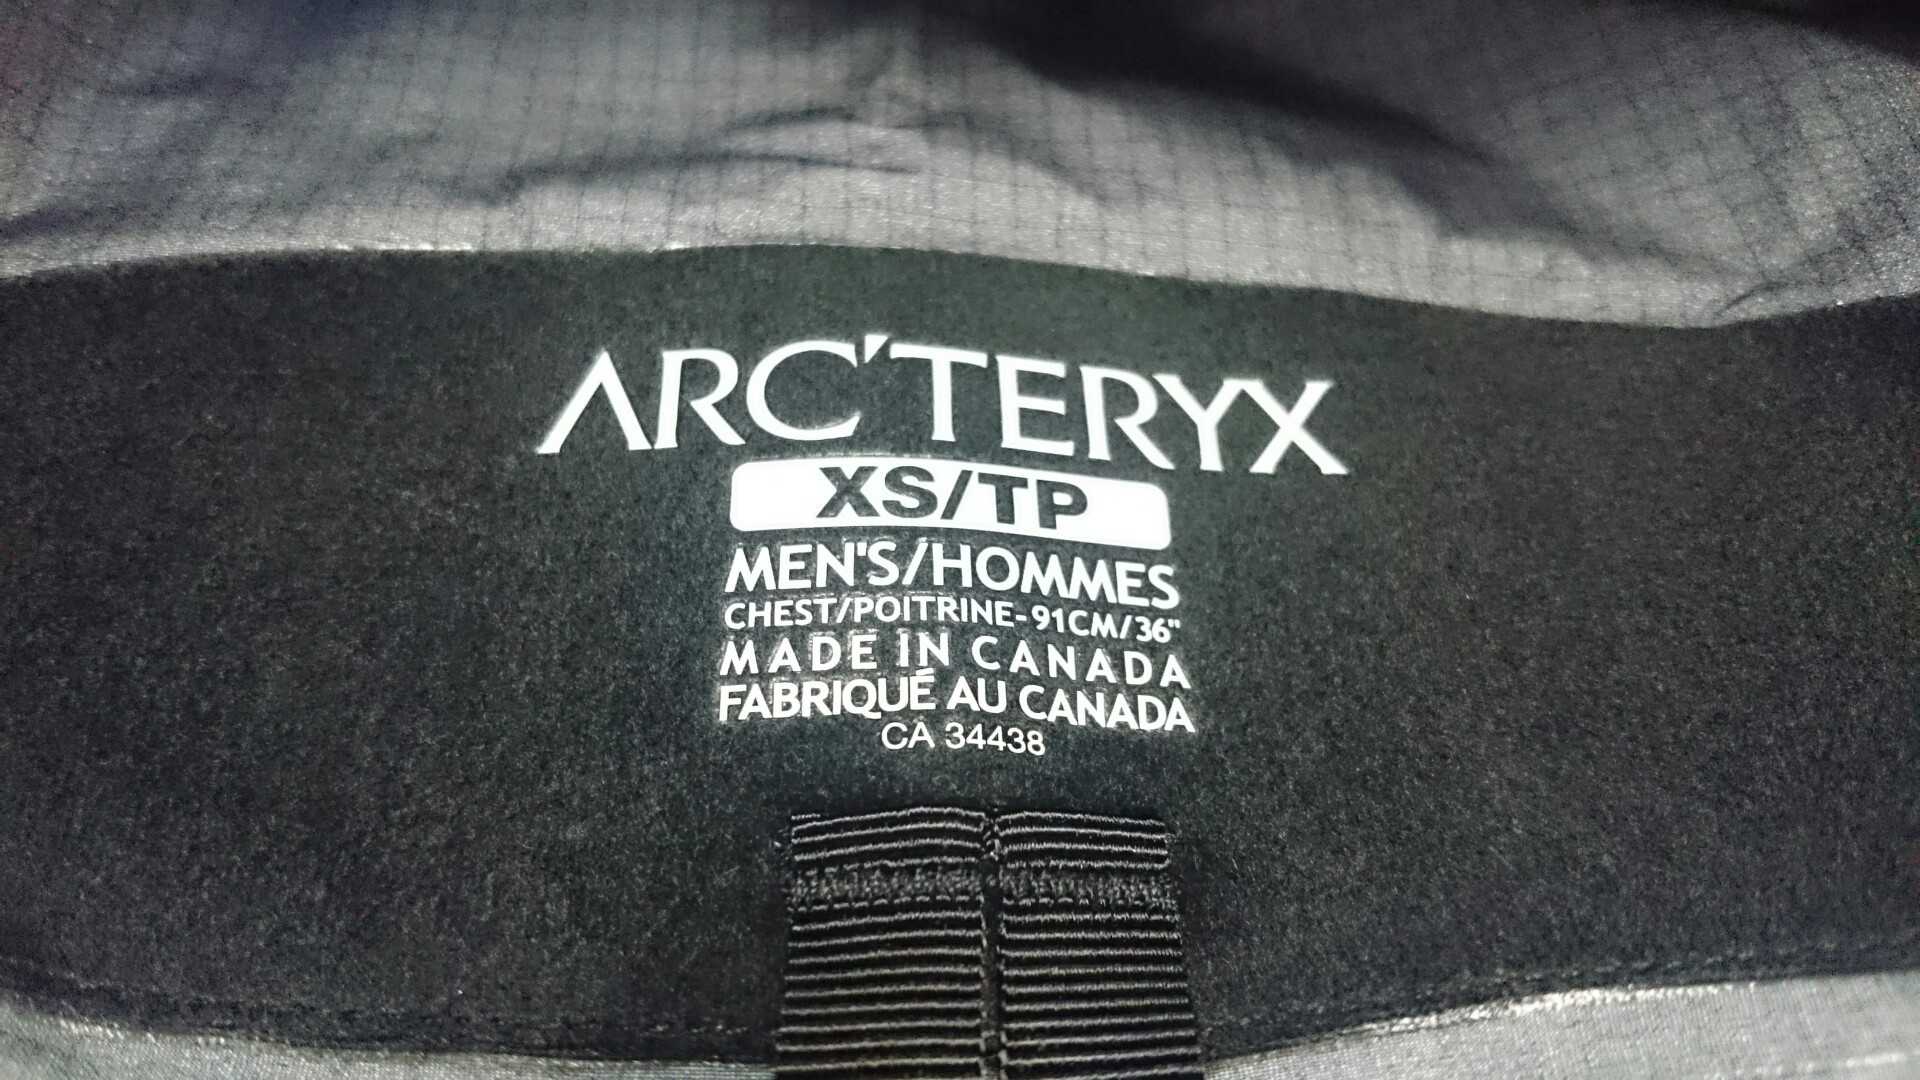 ARC'TERYX
XS/TP
MEN'S/HOMMES
CHEST/POITRINE-91CM/36"
MADE IN CANADA
FABRIQUÉ AU CANADA
CA 34438